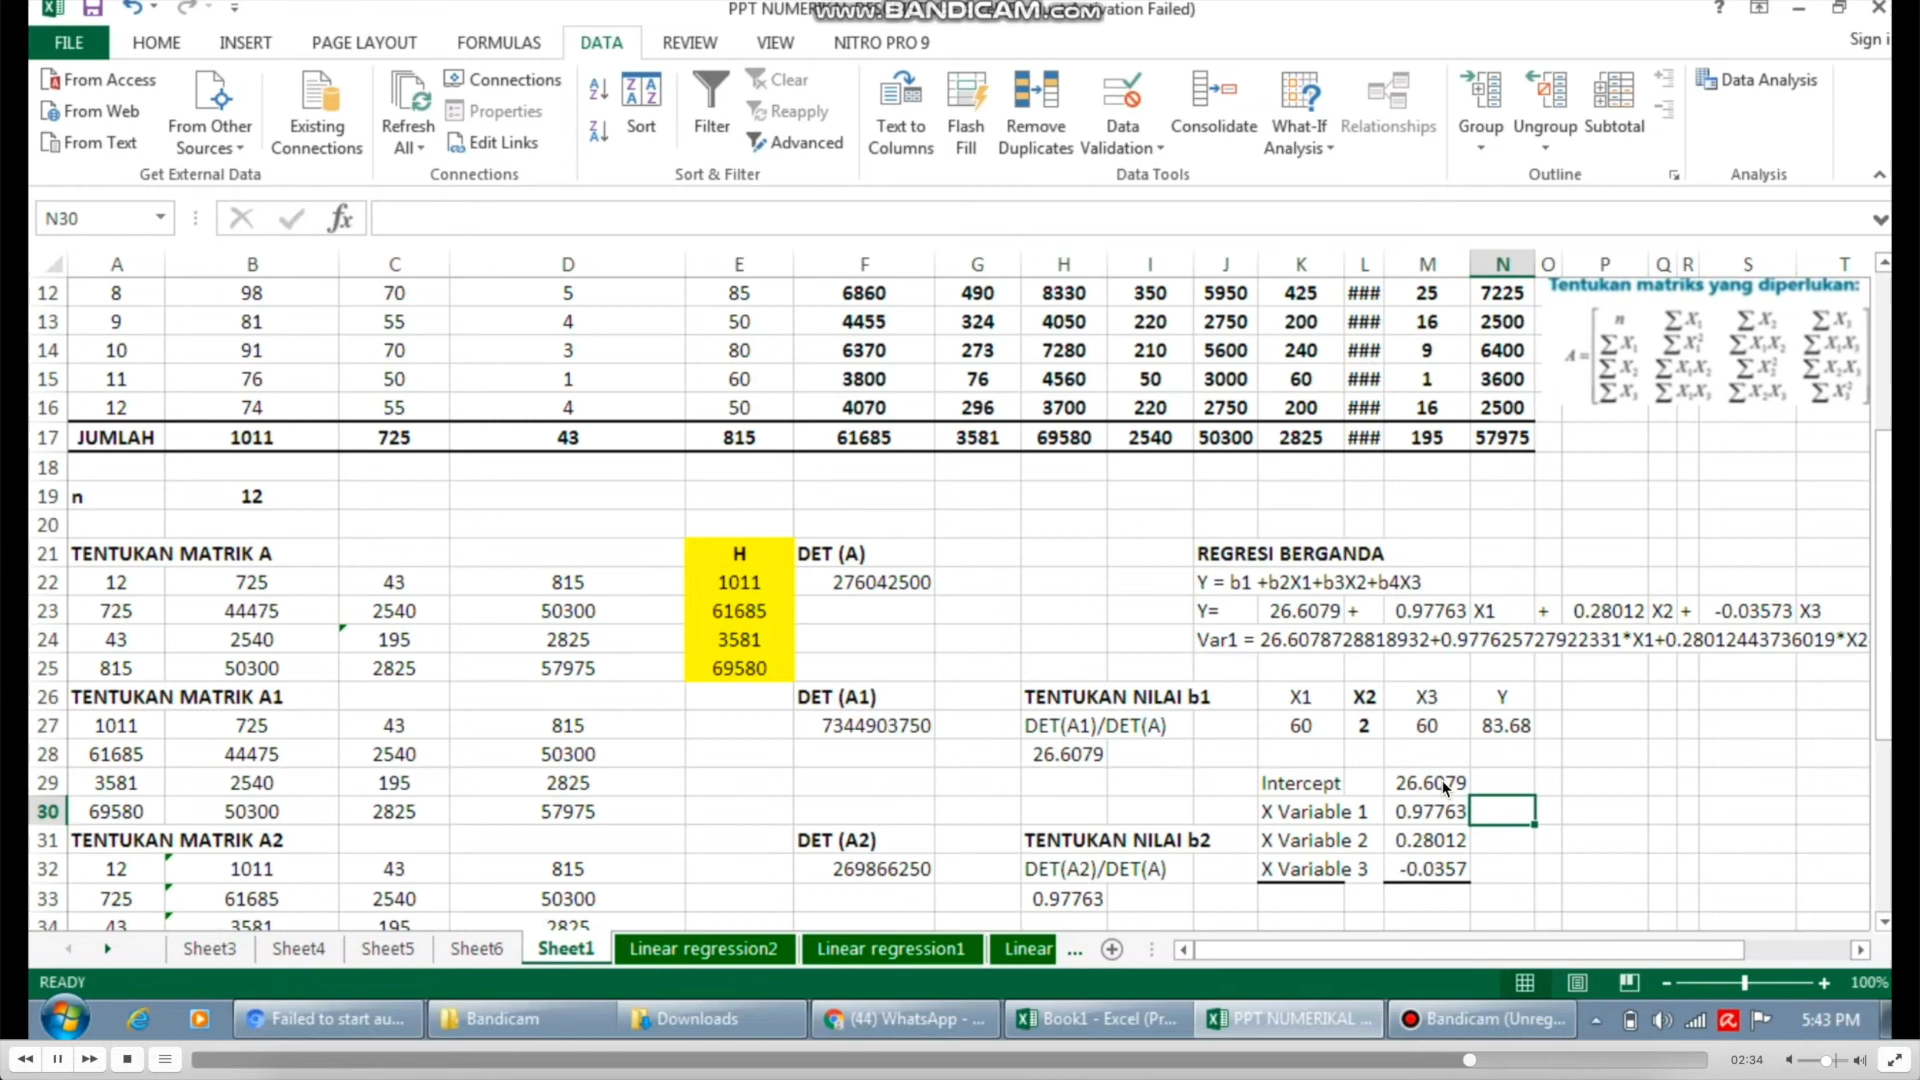 PPT NUMERIKAL
www.BANDICAM.com
vation Failed)
FILE HOME INSERT PAGE LAYOUT FORMULAS DATA REVIEW VIEW NITRO PRO 9
Sign i
From Access
From Web
From Text
From Other Sources
Existing Connections
Get External Data
Refresh All
Connections
Properties
Edit Links
Connections
Sort
Filter
Clear
Reapply
Advanced
Sort & Filter
Text to Columns
Flash Fill
Remove Duplicates
Data Validation
Consolidate
What-If Analysis
Relationships
Data Tools
Group
Ungroup
Subtotal
Outline
Data Analysis
Analysis
N30
fx
A B C D E F G H I J K L M N O P Q R S T
12 8 98 70 5 85 6860 490 8330 350 5950 425 ### 25 7225
Tentukan matriks yang diperlukan:
13 9 81 55 4 50 4455 324 4050 220 2750 200 ### 16 2500
14 10 91 70 3 80 6370 273 7280 210 5600 240 ### 9 6400
15 11 76 50 1 60 3800 76 4560 50 3000 60 ### 1 3600
16 12 74 55 4 50 4070 296 3700 220 2750 200 ### 16 2500
17 JUMLAH 1011 725 43 815 61685 3581 69580 2540 50300 2825 ### 195 57975
18
19 n 12
20
21 TENTUKAN MATRIK A H DET (A) REGRESI BERGANDA
22 12 725 43 815 1011 276042500 Y = b1 +b2X1+b3X2+b4X3
23 725 44475 2540 50300 61685 Y= 26.6079 + 0.97763 X1 + 0.28012 X2 + -0.03573 X3
24 43 2540 195 2825 3581 Var1 = 26.6078728818932+0.977625727922331*X1+0.28012443736019*X2
25 815 50300 2825 57975 69580
26 TENTUKAN MATRIK A1 DET (A1) TENTUKAN NILAI b1 X1 X2 X3 Y
27 1011 725 43 815 7344903750 DET(A1)/DET(A) 60 2 60 83.68
28 61685 44475 2540 50300 26.6079
29 3581 2540 195 2825 Intercept 26.6079
30 69580 50300 2825 57975 X Variable 1 0.97763
31 TENTUKAN MATRIK A2 DET (A2) TENTUKAN NILAI b2 X Variable 2 0.28012
32 12 1011 43 815 269866250 DET(A2)/DET(A) X Variable 3 -0.0357
33 725 61685 2540 50300 0.97763
34 43 3581 195 2825
Sheet3 Sheet4 Sheet5 Sheet6 Sheet1 Linear regression2 Linear regression1 Linear ...
READY
100%
Failed to start au... Bandicam Downloads (44) WhatsApp - ... Book1 - Excel (Pr... PPT NUMERIKAL ... Bandicam (Unreg...
5:43 PM
02:34